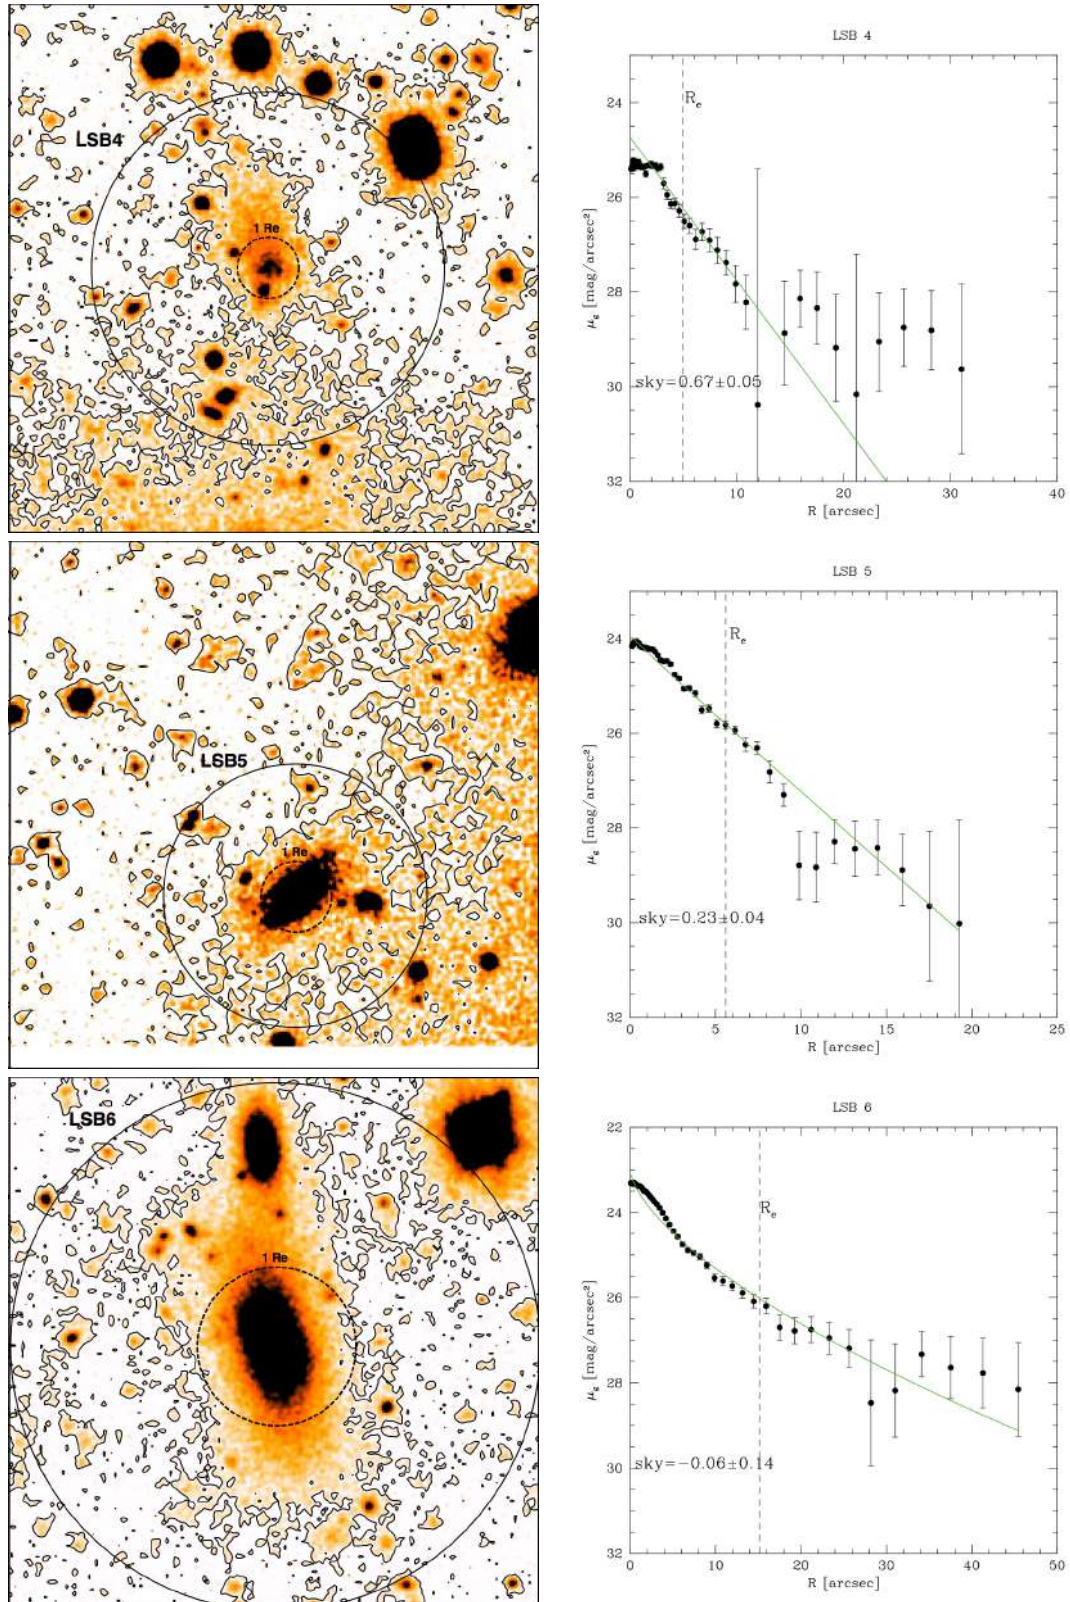 LSB4
1 Re
LSB 4
24
26
28
30
32
μg [mag/arcsec²]
Re
sky=0.67±0.05
0
10
20
30
40
R [arcsec]
LSB5
1 Re
LSB 5
24
26
28
30
32
μg [mag/arcsec²]
Re
sky=0.23±0.04
0
5
10
15
20
25
R [arcsec]
LSB6
1 Re
LSB 6
22
24
26
28
30
32
μg [mag/arcsec²]
Re
sky=−0.06±0.14
0
10
20
30
40
50
R [arcsec]